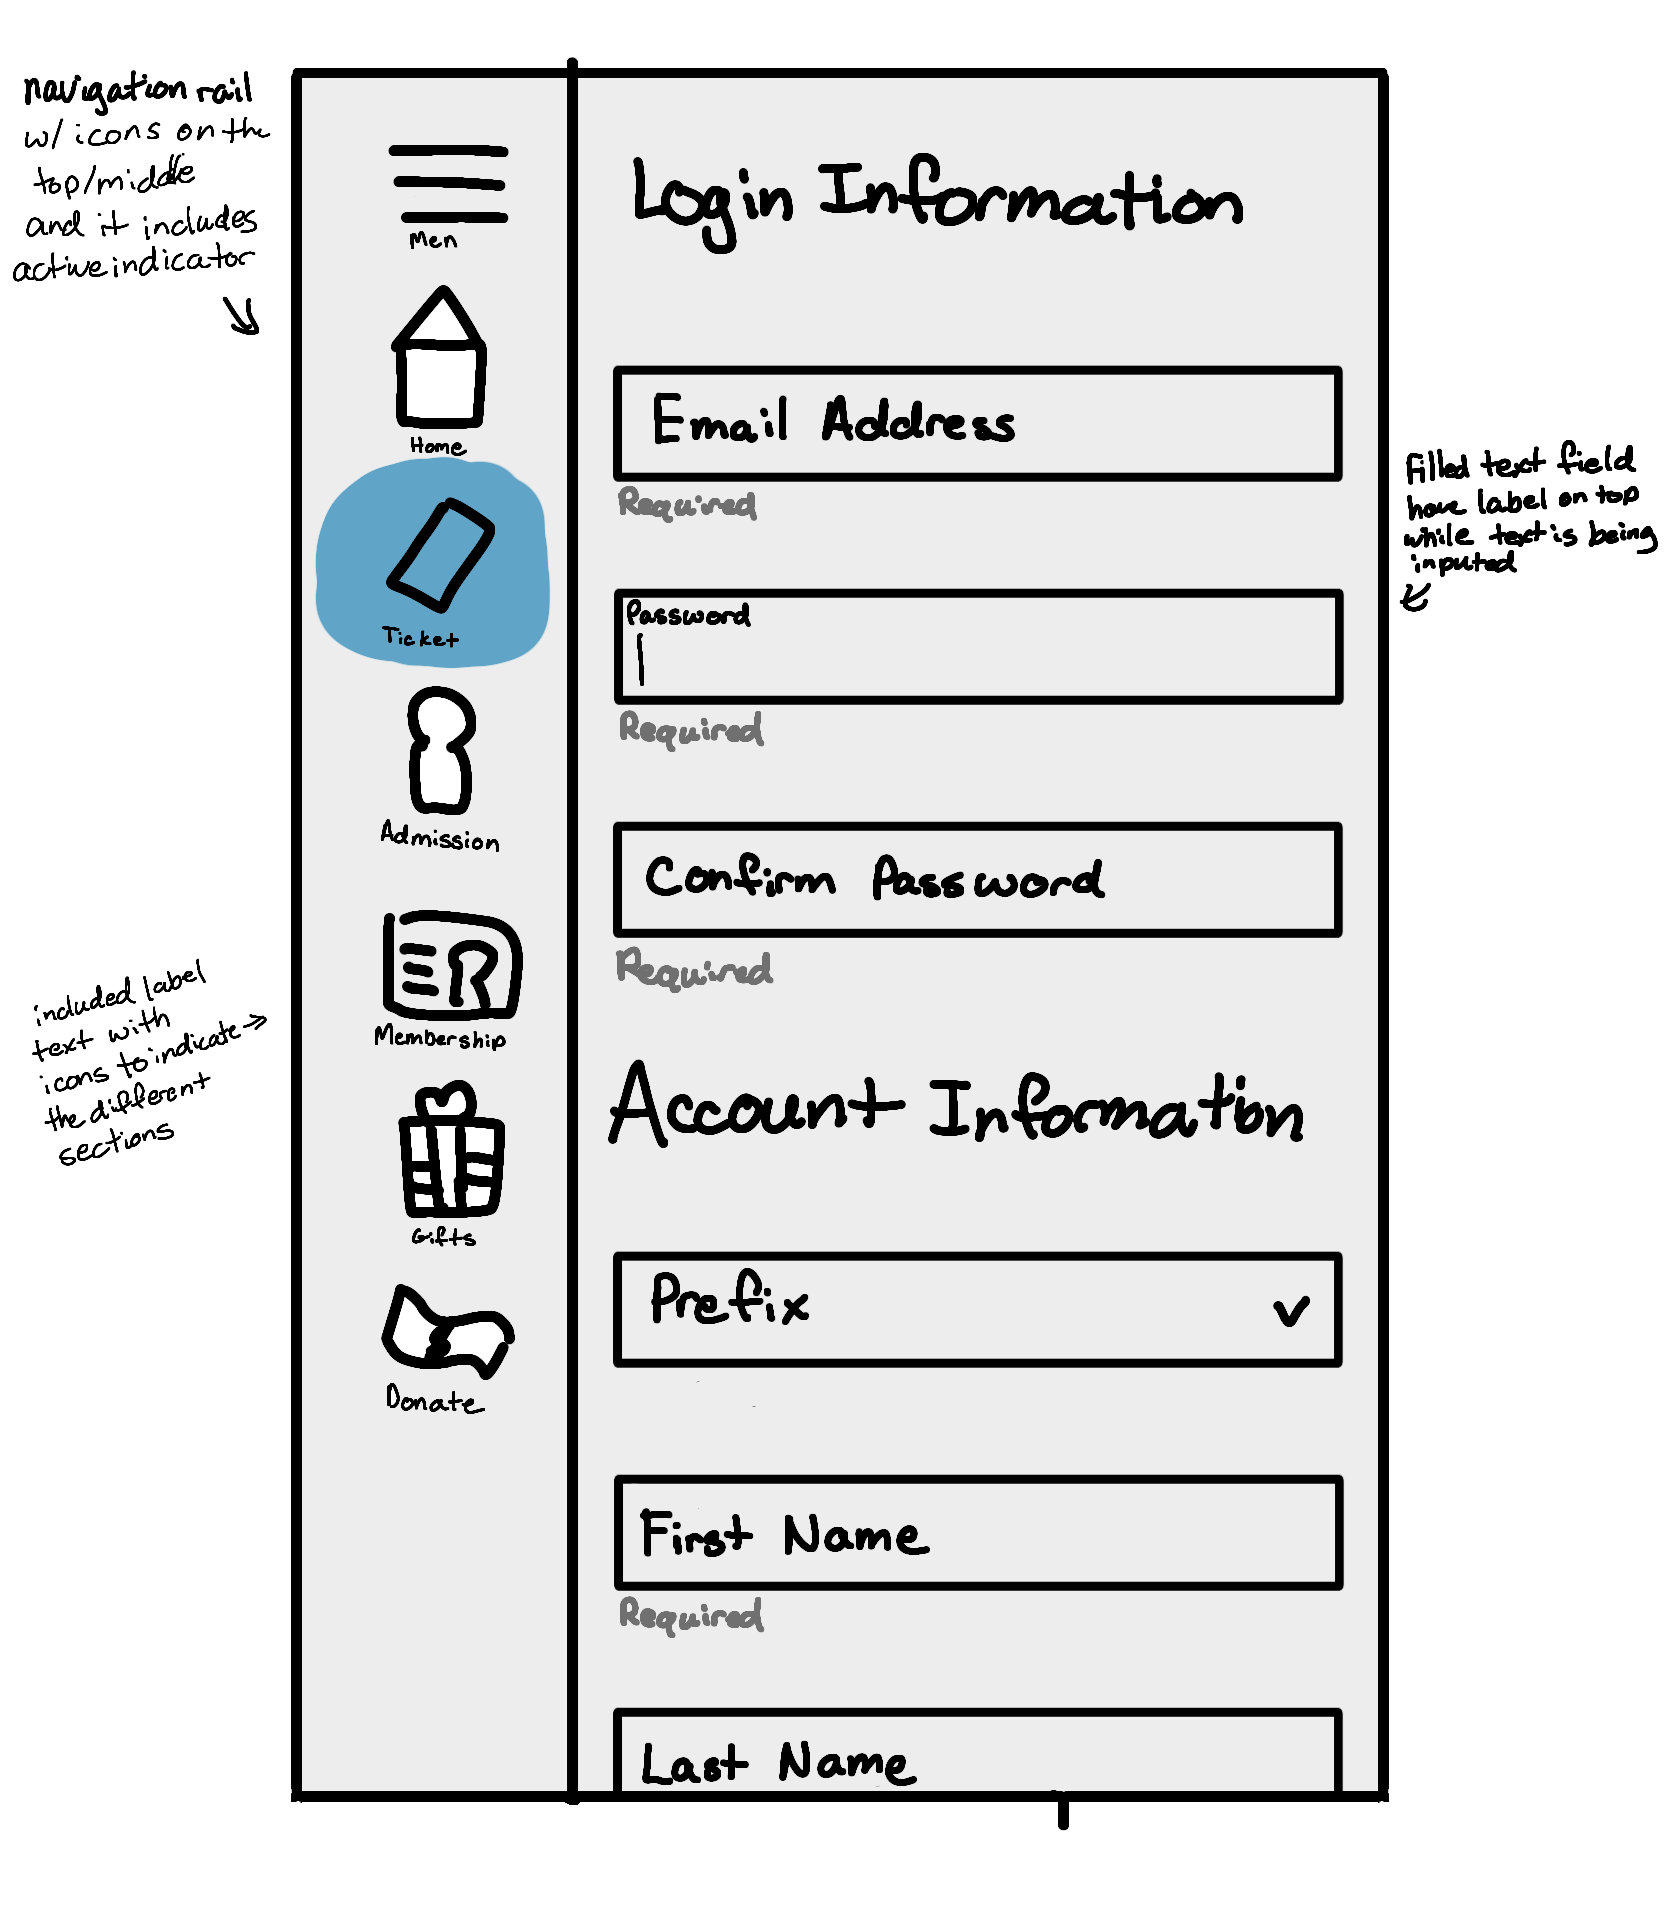 navigation rail
w/ icons on the
top/middle
and it includes
active indicator
Men
Home
Ticket
Admission
Membership
Gifts
Donate
included label
text with
icons to indicate
the different
sections
Login Information
Email Address
Required
Password
Required
Confirm Password
Required
Account Information
Prefix
First Name
Required
Last Name
Filled text field
have label on top
while text is being
inputed